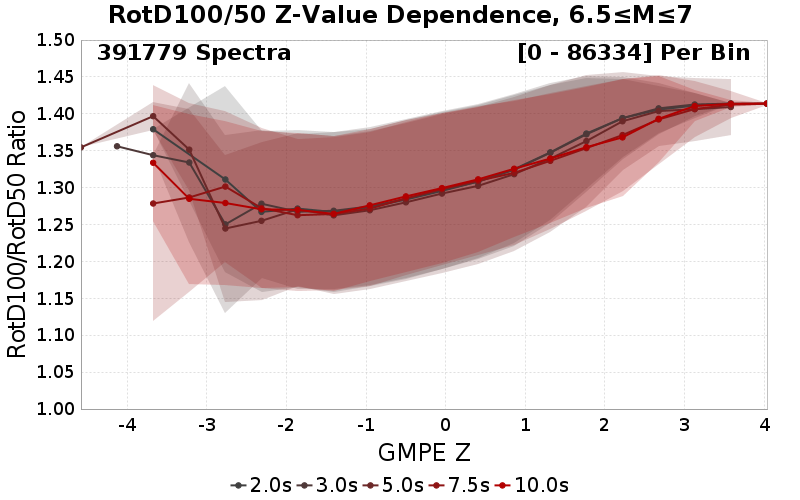 RotD100/50 Z-Value Dependence, 6.5≤M≤7
391779 Spectra [0 - 86334] Per Bin
RotD100/RotD50 Ratio
1.50
1.45
1.40
1.35
1.30
1.25
1.20
1.15
1.10
1.05
1.00
-4 -3 -2 -1 0 1 2 3 4
GMPE Z
2.0s 3.0s 5.0s 7.5s 10.0s